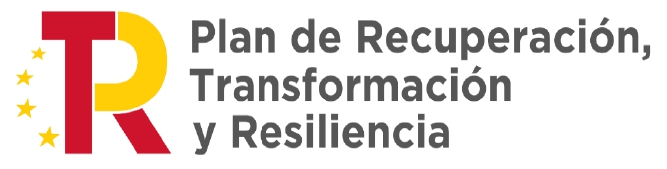 Plan de Recuperación,
Transformación
y Resiliencia